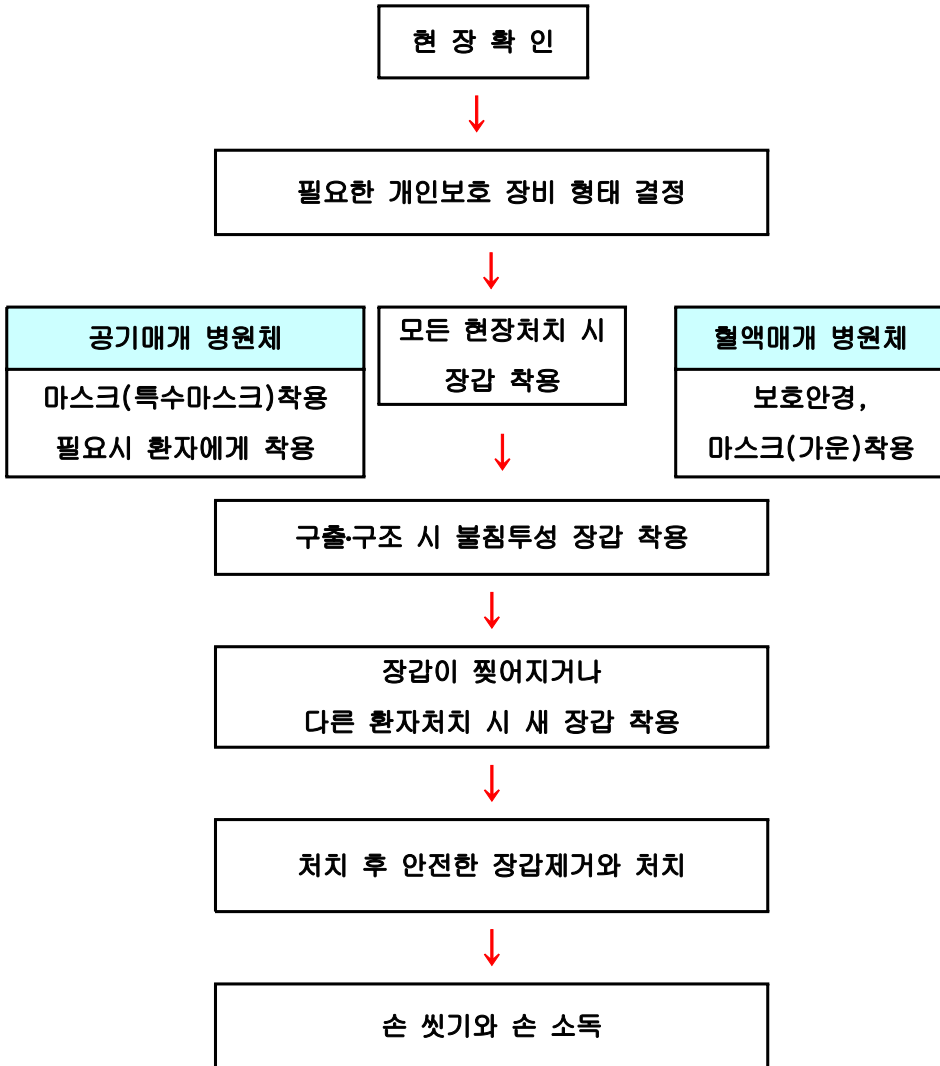 현 장 확 인
필요한 개인보호 장비 형태 결정
공기매개 병원체
마스크(특수마스크)착용
필요시 환자에게 착용
모든 현장처치 시
장갑 착용
혈액매개 병원체
보호안경,
마스크(가운)착용
구출·구조 시 불침투성 장갑 착용
장갑이 찢어지거나
다른 환자처치 시 새 장갑 착용
처치 후 안전한 장갑제거와 처치
손 씻기와 손 소독